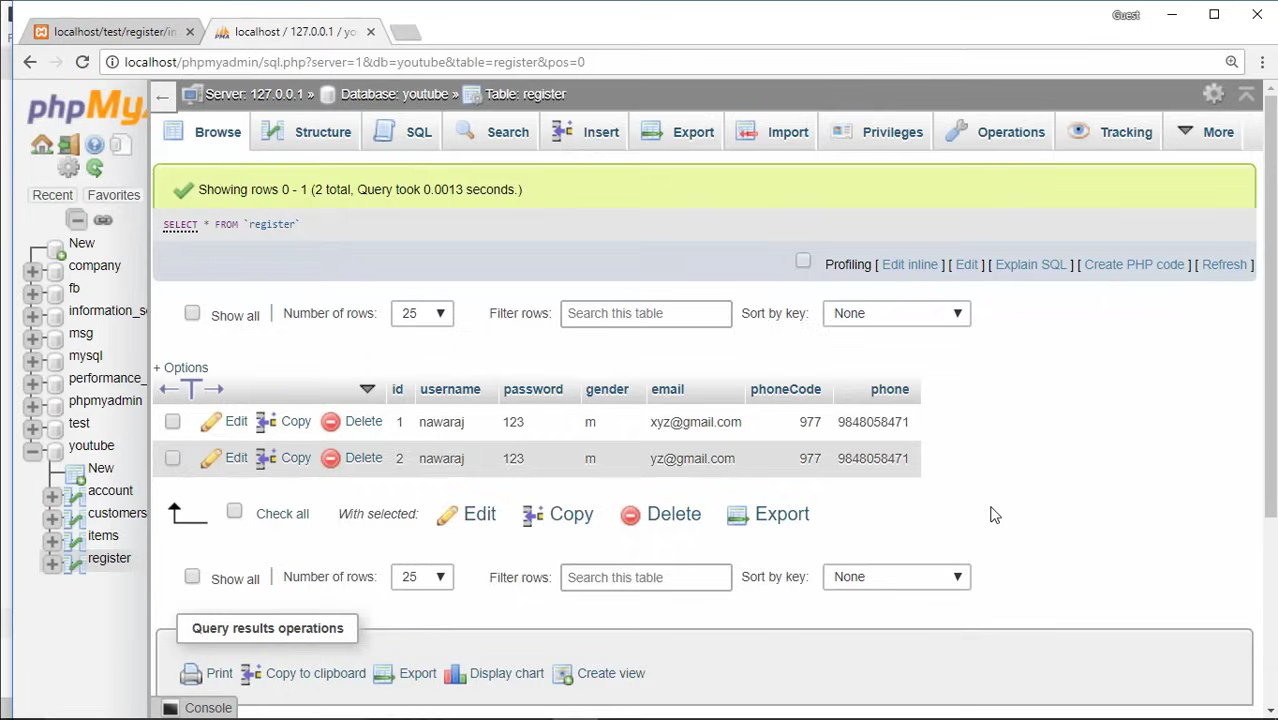 Guest
localhost/test/register/in
localhost / 127.0.0.1 / yo
localhost/phpmyadmin/sql.php?server=1&db=youtube&table=register&pos=0
phpMyA
Server: 127.0.0.1 » Database: youtube » Table: register
Browse Structure SQL Search Insert Export Import Privileges Operations Tracking More
Recent Favorites
New
company
fb
information_s
msg
mysql
performance_
phpmyadmin
test
youtube
New
account
customers
items
register
Showing rows 0 - 1 (2 total, Query took 0.0013 seconds.)
SELECT * FROM `register`
Profiling [ Edit inline ] [ Edit ] [ Explain SQL ] [ Create PHP code ] [ Refresh ]
Show all Number of rows: 25 Filter rows: Search this table Sort by key: None
+ Options
id username password gender email phoneCode phone
Edit Copy Delete 1 nawaraj 123 m xyz@gmail.com 977 9848058471
Edit Copy Delete 2 nawaraj 123 m yz@gmail.com 977 9848058471
Check all With selected: Edit Copy Delete Export
Show all Number of rows: 25 Filter rows: Search this table Sort by key: None
Query results operations
Print Copy to clipboard Export Display chart Create view
Console